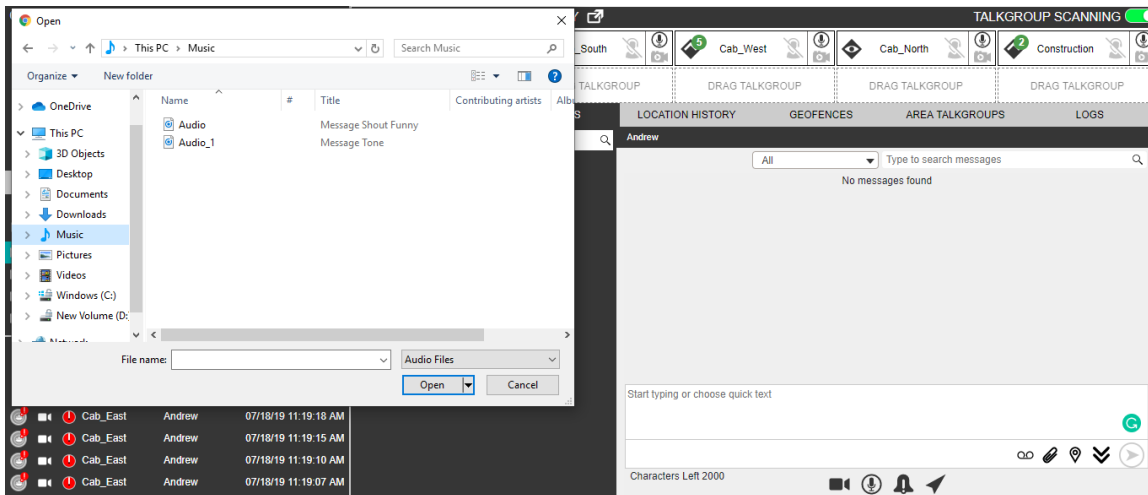 Open
This PC > Music
Search Music
Organize
New folder
OneDrive
This PC
3D Objects
Desktop
Documents
Downloads
Music
Pictures
Videos
Windows (C:)
New Volume (D:
Name # Title Contributing artists
Audio Message Shout Funny
Audio_1 Message Tone
File name:
Audio Files
Open Cancel
TALKGROUP SCANNING
_South 5 Cab_West Cab_North 2 Construction
TALKGROUP DRAG TALKGROUP DRAG TALKGROUP DRAG TALKGROUP
S LOCATION HISTORY GEOFENCES AREA TALKGROUPS LOGS
Andrew
All Type to search messages
No messages found
Start typing or choose quick text
Characters Left 2000
Cab_East Andrew 07/18/19 11:19:18 AM
Cab_East Andrew 07/18/19 11:19:15 AM
Cab_East Andrew 07/18/19 11:19:10 AM
Cab_East Andrew 07/18/19 11:19:07 AM